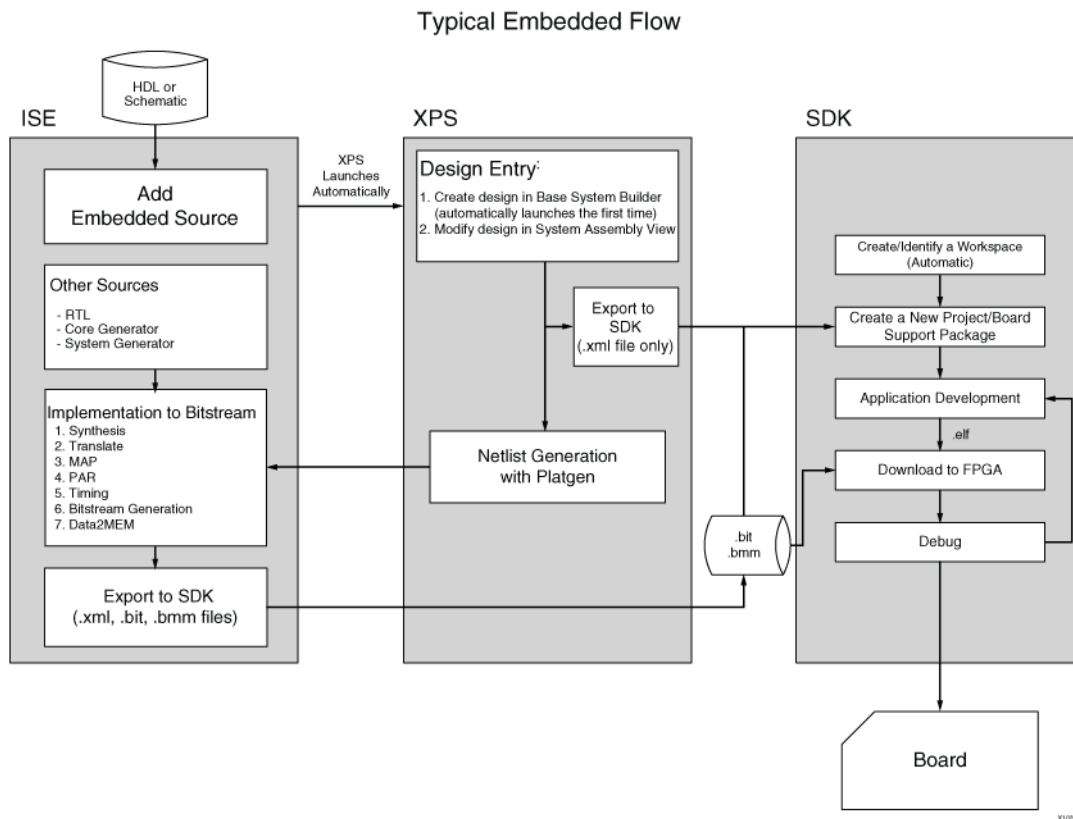 Typical Embedded Flow
HDL or
Schematic
ISE
Add
Embedded Source
Other Sources
- RTL
- Core Generator
- System Generator
Implementation to Bitstream
1. Synthesis
2. Translate
3. MAP
4. PAR
5. Timing
6. Bitstream Generation
7. Data2MEM
Export to SDK
(.xml, .bit, .bmm files)
XPS
Launches
Automatically
XPS
Design Entry:
1. Create design in Base System Builder
(automatically launches the first time)
2. Modify design in System Assembly View
Export to
SDK
(.xml file only)
Netlist Generation
with Platgen
.bit
.bmm
SDK
Create/Identify a Workspace
(Automatic)
Create a New Project/Board
Support Package
Application Development
.elf
Download to FPGA
Debug
Board